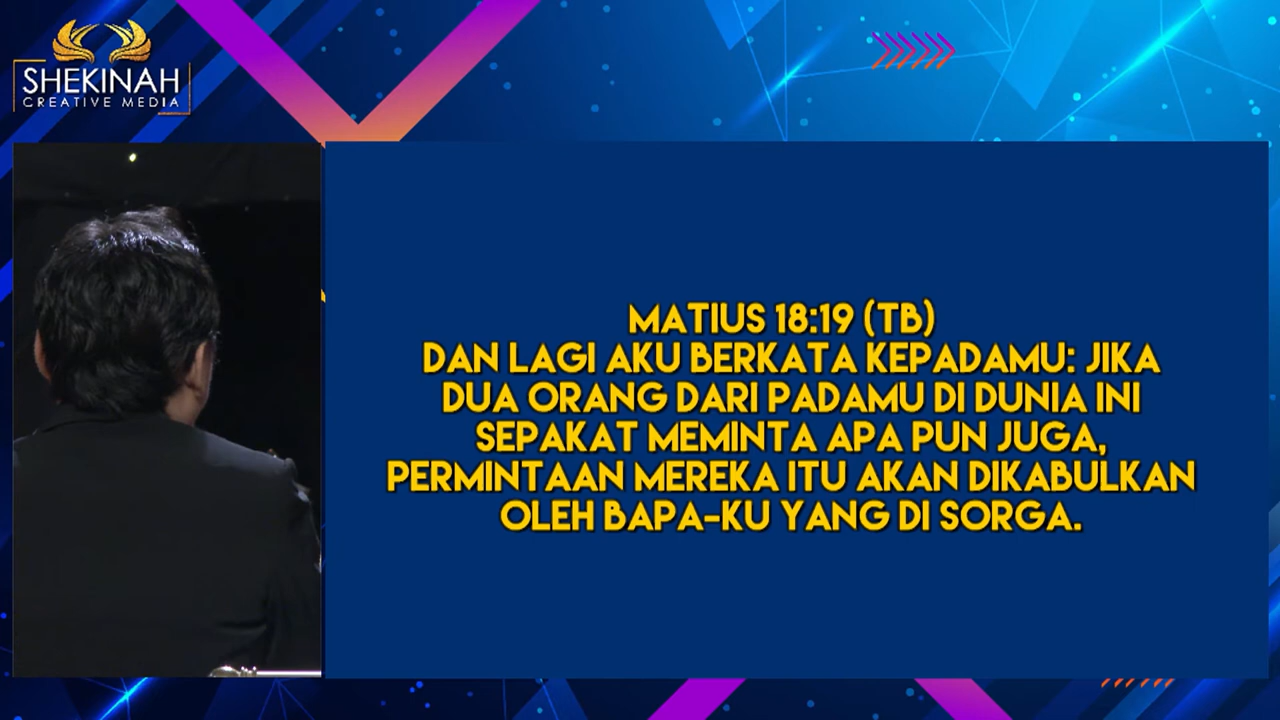 SHEKINAH
CREATIVE MEDIA
MATIUS 18:19 (TB)
DAN LAGI AKU BERKATA KEPADAMU: JIKA
DUA ORANG DARI PADAMU DI DUNIA INI
SEPAKAT MEMINTA APA PUN JUGA,
PERMINTAAN MEREKA ITU AKAN DIKABULKAN
OLEH BAPA-KU YANG DI SORGA.